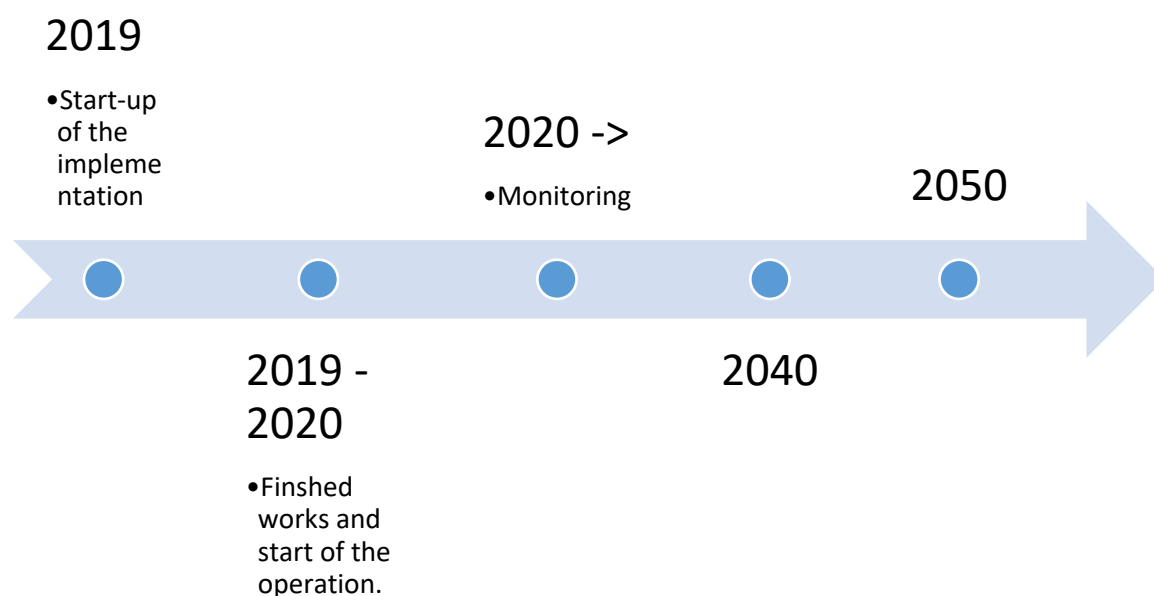 2019
•Start-up
of the
impleme
ntation
2019 -
2020
•Finshed
works and
start of the
operation.
2020 ->
•Monitoring
2040
2050